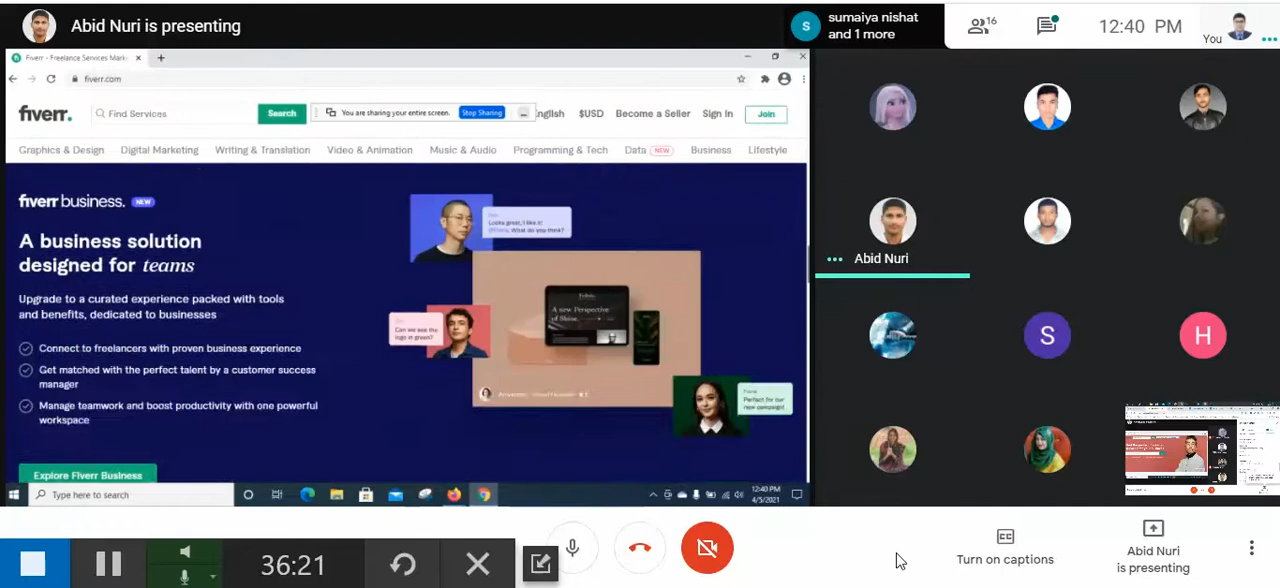 Abid Nuri is presenting
S
sumaiya nishat
and 1 more
16
12:40 PM
You
Fiverr - Freelance Services Mark
fiverr.com
fiverr.
Find Services
Search
You are sharing your entire screen.
Stop Sharing
English
$USD
Become a Seller
Sign In
Join
Graphics & Design
Digital Marketing
Writing & Translation
Video & Animation
Music & Audio
Programming & Tech
Data NEW
Business
Lifestyle
fiverr business. NEW
A business solution
designed for teams
Upgrade to a curated experience packed with tools
and benefits, dedicated to businesses
Connect to freelancers with proven business experience
Get matched with the perfect talent by a customer success
manager
Manage teamwork and boost productivity with one powerful
workspace
Explore Fiverr Business
Looks great, I like it!
What do you think?
Can we see the
logo in green?
A new Perspective
of Shine.
Perfect for our
new campaign!
Type here to search
12:40 PM
4/5/2021
Abid Nuri
S
H
36:21
Turn on captions
Abid Nuri
is presenting